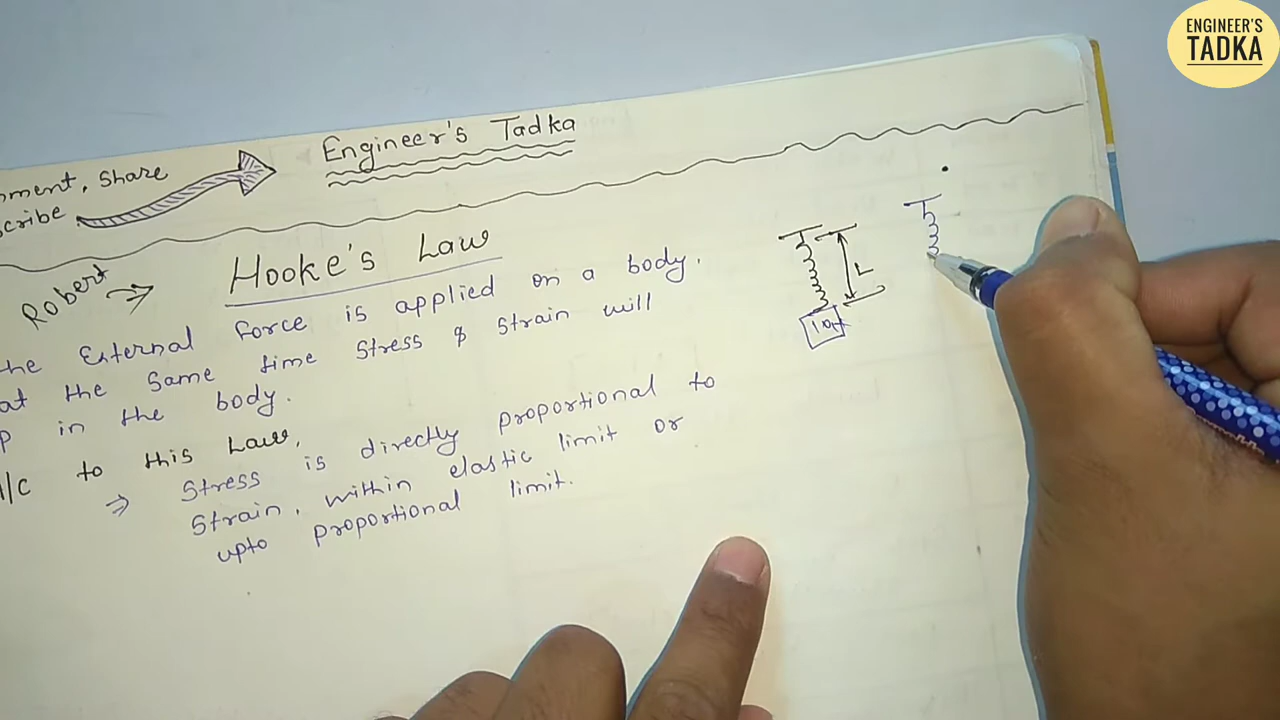 ENGINEER'S
TADKA
mment, Share
cribe
Engineer's Tadka
Robert ⇒ Hooke's Law
the External force is applied on a body.
at the same time stress & strain will
p in the body.
A/c to this Law,
⇒ Stress is directly proportional to
Strain, within elastic limit or
upto proportional limit.
L